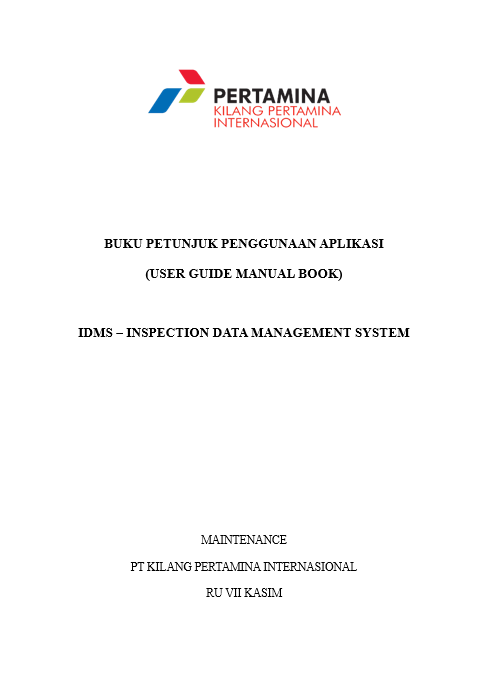 PERTAMINA
KILANG PERTAMINA
INTERNASIONAL
BUKU PETUNJUK PENGGUNAAN APLIKASI
(USER GUIDE MANUAL BOOK)
IDMS – INSPECTION DATA MANAGEMENT SYSTEM
MAINTENANCE
PT KILANG PERTAMINA INTERNASIONAL
RU VII KASIM